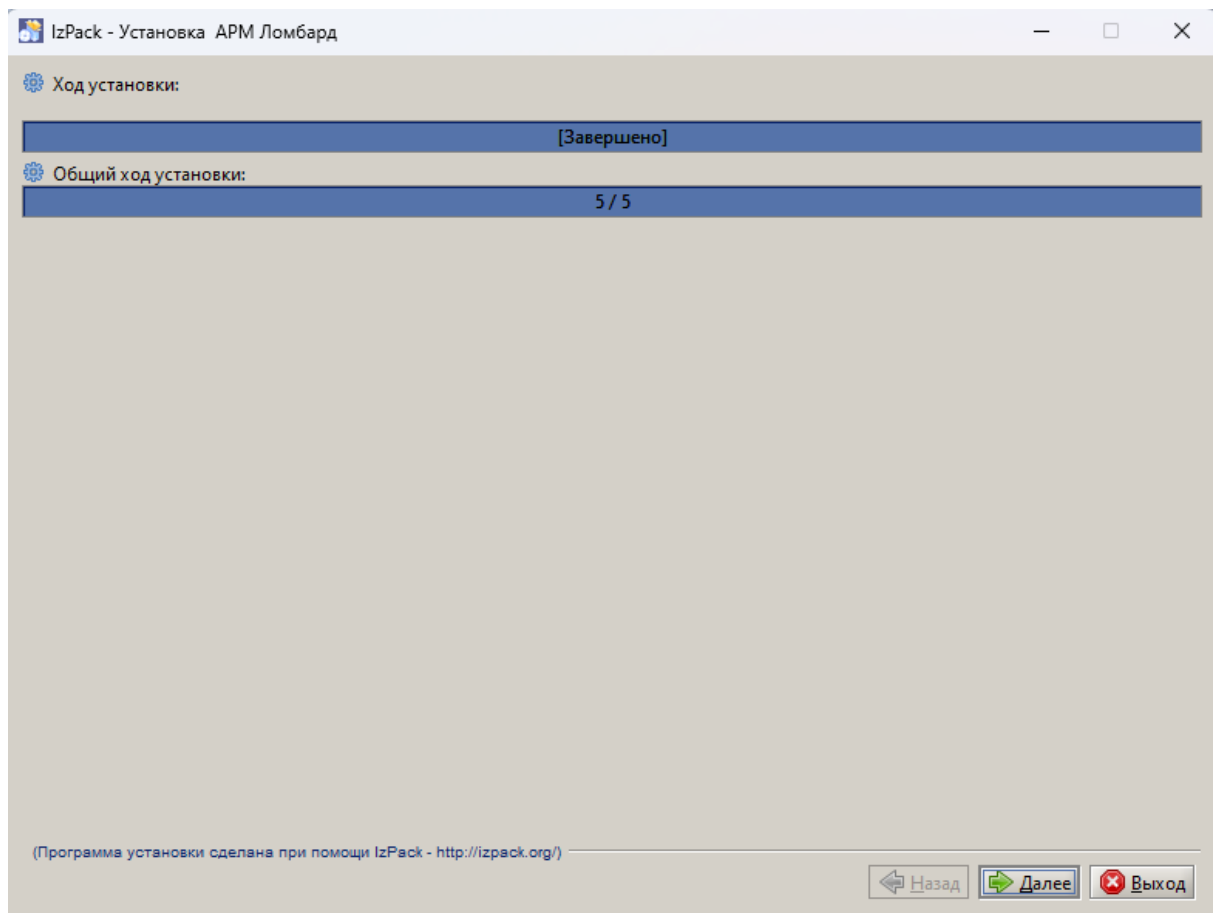 IzPack - Установка  АРМ Ломбард
Ход установки:
[Завершено]
Общий ход установки:
5 / 5
(Программа установки сделана при помощи IzPack - http://izpack.org/)
Назад Далее Выход